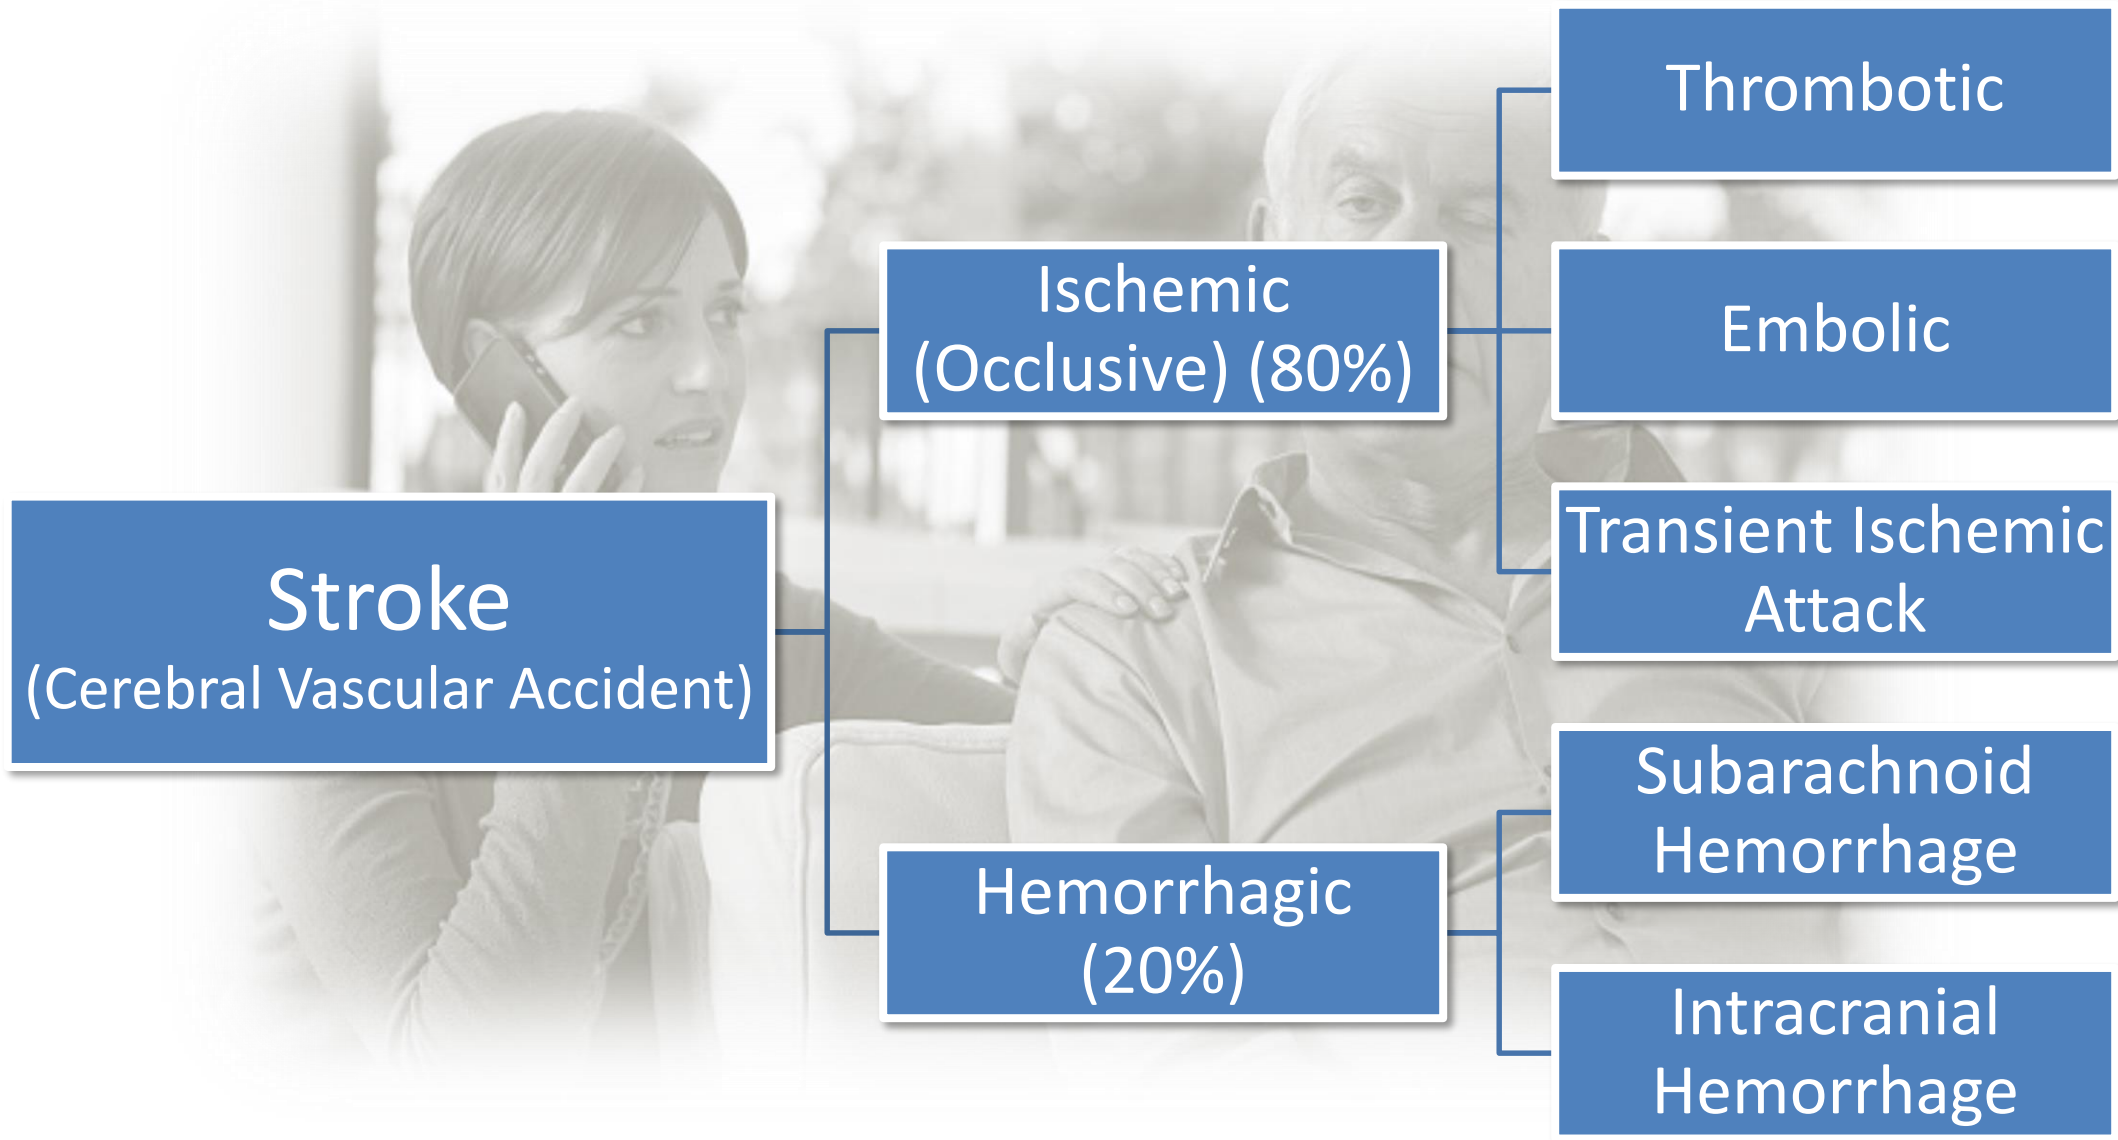 Stroke
(Cerebral Vascular Accident)
Ischemic
(Occlusive) (80%)
Thrombotic
Embolic
Transient Ischemic
Attack
Hemorrhagic
(20%)
Subarachnoid
Hemorrhage
Intracranial
Hemorrhage